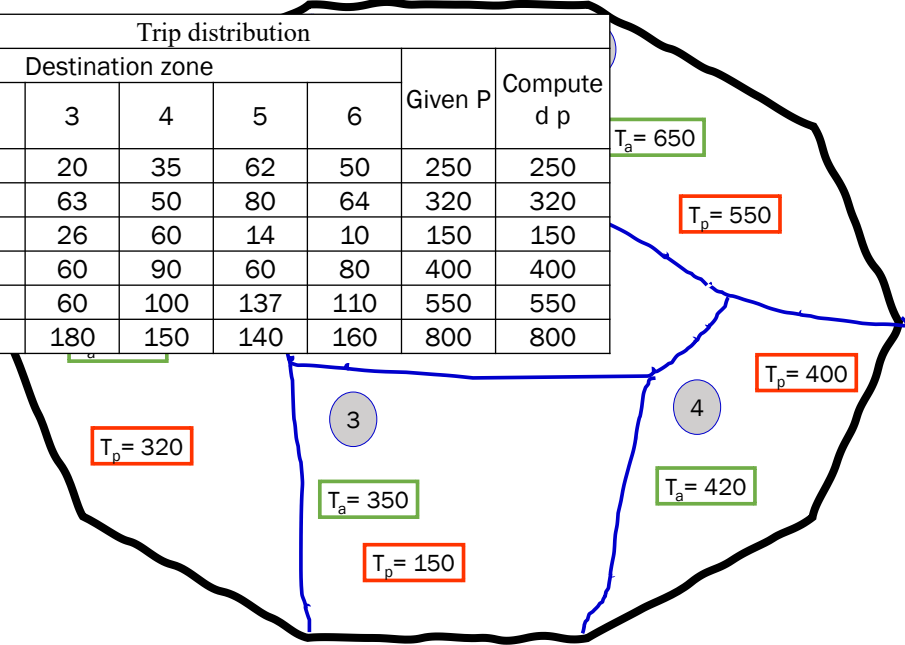 Trip distribution
Destination zone
Given P
Compute
d p
3 4 5 6
20 35 62 50 250 250
63 50 80 64 320 320
26 60 14 10 150 150
60 90 60 80 400 400
60 100 137 110 550 550
180 150 140 160 800 800
Ta= 650
Tp= 550
a
Tp= 400
3
4
Tp= 320
Ta= 350
Ta= 420
Tp= 150